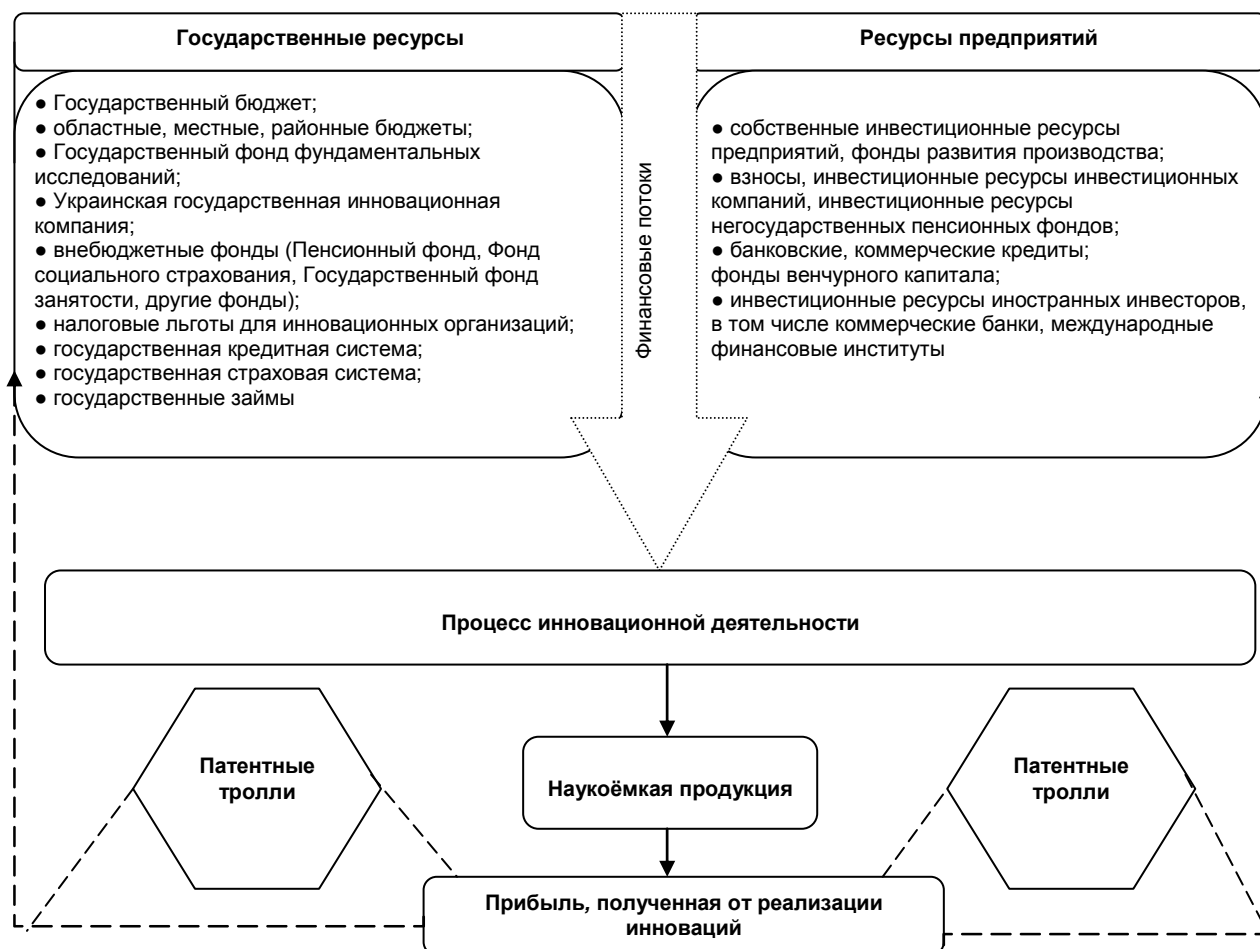 Государственные ресурсы
● Государственный бюджет;
● областные, местные, районные бюджеты;
● Государственный фонд фундаментальных
исследований;
● Украинская государственная инновационная
компания;
● внебюджетные фонды (Пенсионный фонд, Фонд
социального страхования, Государственный фонд
занятости, другие фонды);
● налоговые льготы для инновационных организаций;
● государственная кредитная система;
● государственная страховая система;
● государственные займы
Финансовые потоки
Ресурсы предприятий
● собственные инвестиционные ресурсы
предприятий, фонды развития производства;
● взносы, инвестиционные ресурсы инвестиционных
компаний, инвестиционные ресурсы
негосударственных пенсионных фондов;
● банковские, коммерческие кредиты;
фонды венчурного капитала;
● инвестиционные ресурсы иностранных инвесторов,
в том числе коммерческие банки, международные
финансовые институты
Процесс инновационной деятельности
Патентные
тролли
Наукоёмкая продукция
Патентные
тролли
Прибыль, полученная от реализации
инноваций